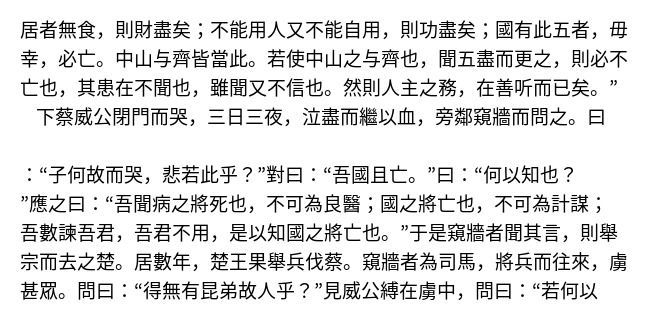 居者無食，則財盡矣；不能用人又不能自用，則功盡矣；國有此五者，毋
幸，必亡。中山与齊皆當此。若使中山之与齊也，聞五盡而更之，則必不
亡也，其患在不聞也，雖聞又不信也。然則人主之務，在善听而已矣。”
下蔡威公閉門而哭，三日三夜，泣盡而繼以血，旁鄰窺牆而問之。曰
：“子何故而哭，悲若此乎？”對曰：“吾國且亡。”曰：“何以知也？
”應之曰：“吾聞病之將死也，不可為良醫；國之將亡也，不可為計謀；
吾數諫吾君，吾君不用，是以知國之將亡也。”于是窺牆者聞其言，則舉
宗而去之楚。居數年，楚王果舉兵伐蔡。窺牆者為司馬，將兵而往來，虜
甚眾。問曰：“得無有昆弟故人乎？”見威公縛在虜中，問曰：“若何以